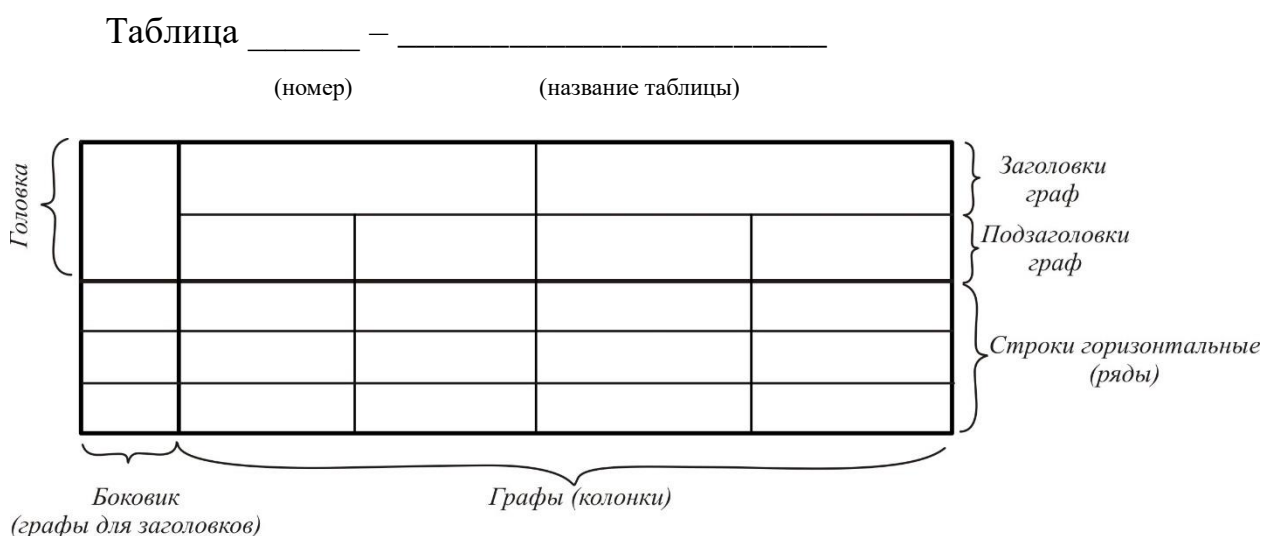 Таблица ______ – _______________________
(номер) (название таблицы)
Головка
Заголовки
граф
Подзаголовки
граф
Строки горизонтальные
(ряды)
Боковик
(графы для заголовков)
Графы (колонки)